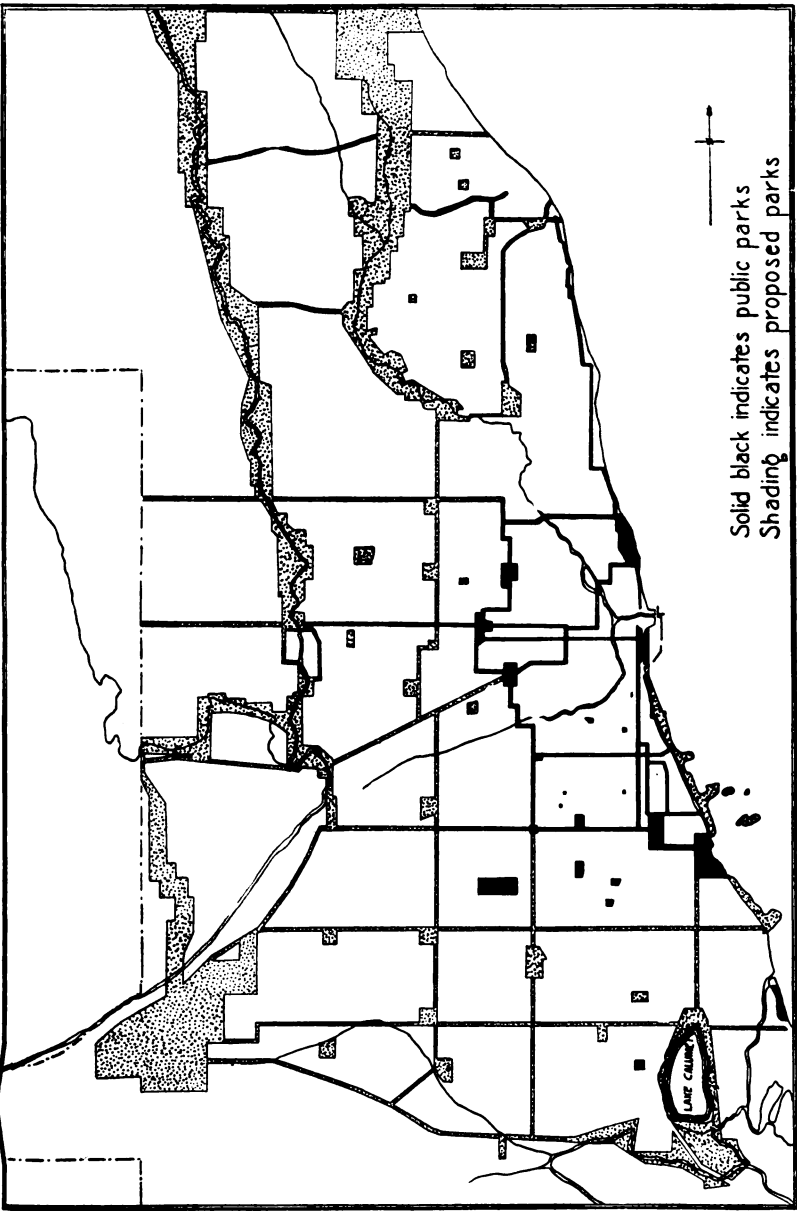 Solid black indicates public parks
Shading indicates proposed parks
LAKE CALUMET